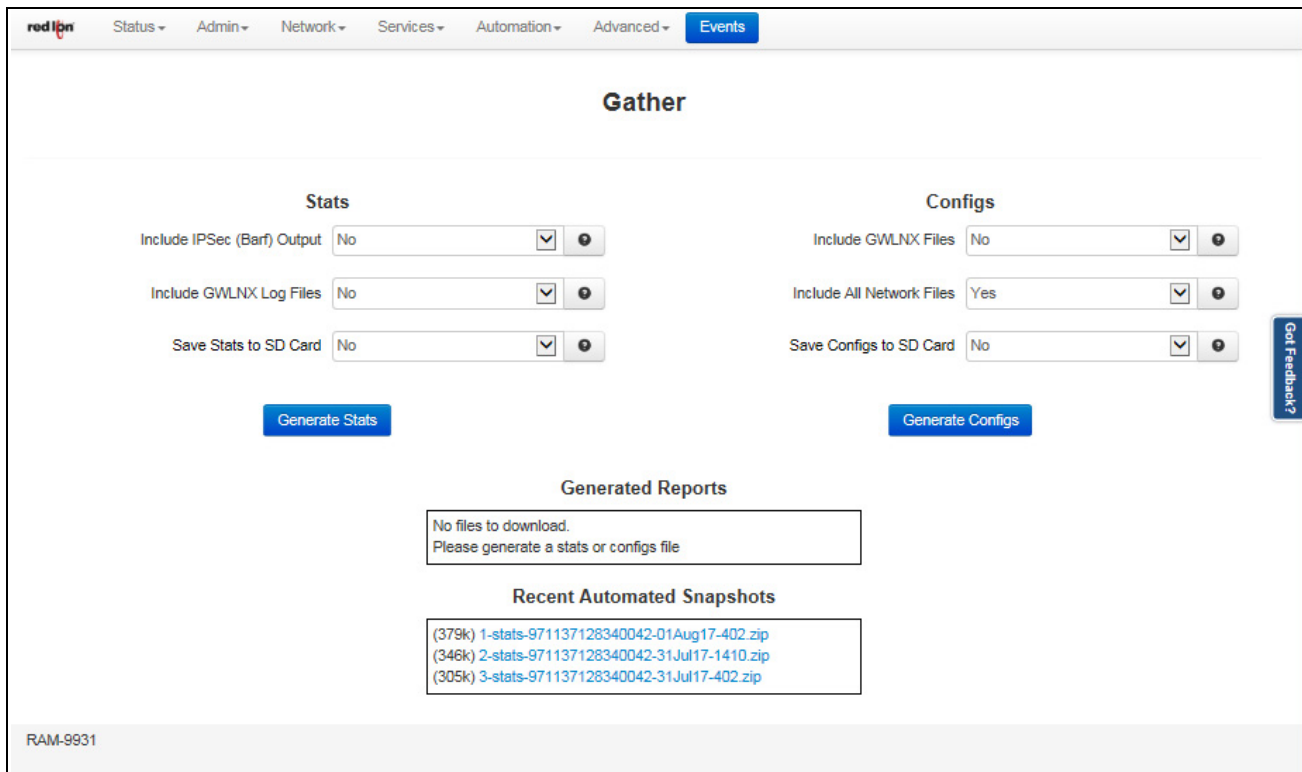 red lion Status Admin Network Services Automation Advanced Events
Gather
Stats
Include IPSec (Barf) Output No
Include GWLNX Log Files No
Save Stats to SD Card No
Generate Stats
Configs
Include GWLNX Files No
Include All Network Files Yes
Save Configs to SD Card No
Generate Configs
Got Feedback?
Generated Reports
No files to download.
Please generate a stats or configs file
Recent Automated Snapshots
(379k) 1-stats-971137128340042-01Aug17-402.zip
(346k) 2-stats-971137128340042-31Jul17-1410.zip
(305k) 3-stats-971137128340042-31Jul17-402.zip
RAM-9931